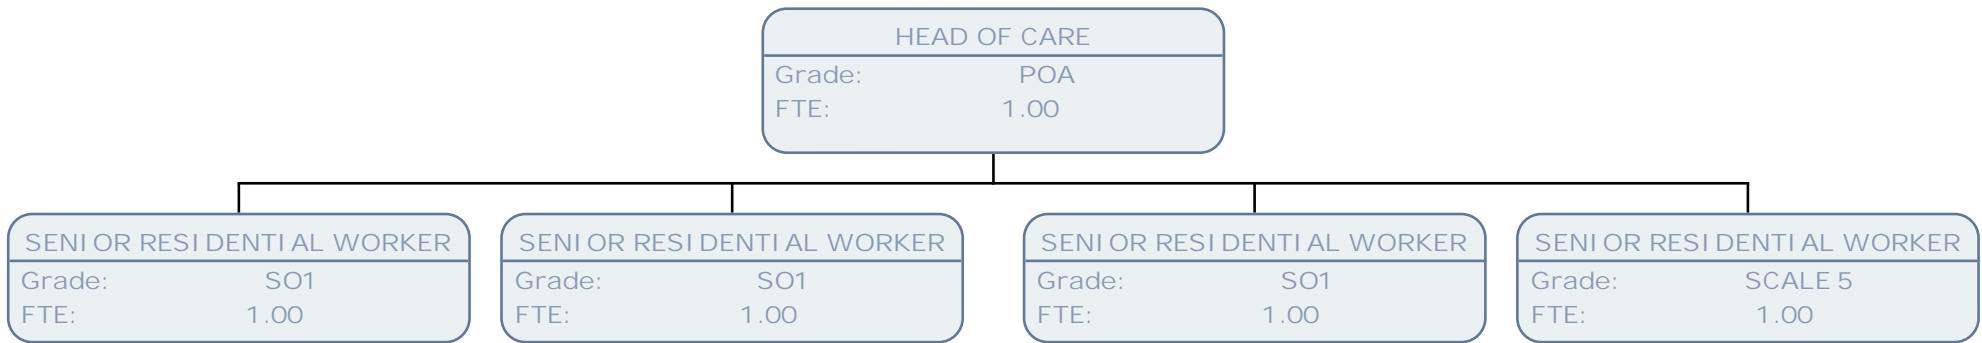 HEAD OF CARE
Grade: POA
FTE: 1.00
SENIOR RESIDENTIAL WORKER
Grade: SO1
FTE: 1.00
SENIOR RESIDENTIAL WORKER
Grade: SO1
FTE: 1.00
SENIOR RESIDENTIAL WORKER
Grade: SO1
FTE: 1.00
SENIOR RESIDENTIAL WORKER
Grade: SCALE 5
FTE: 1.00